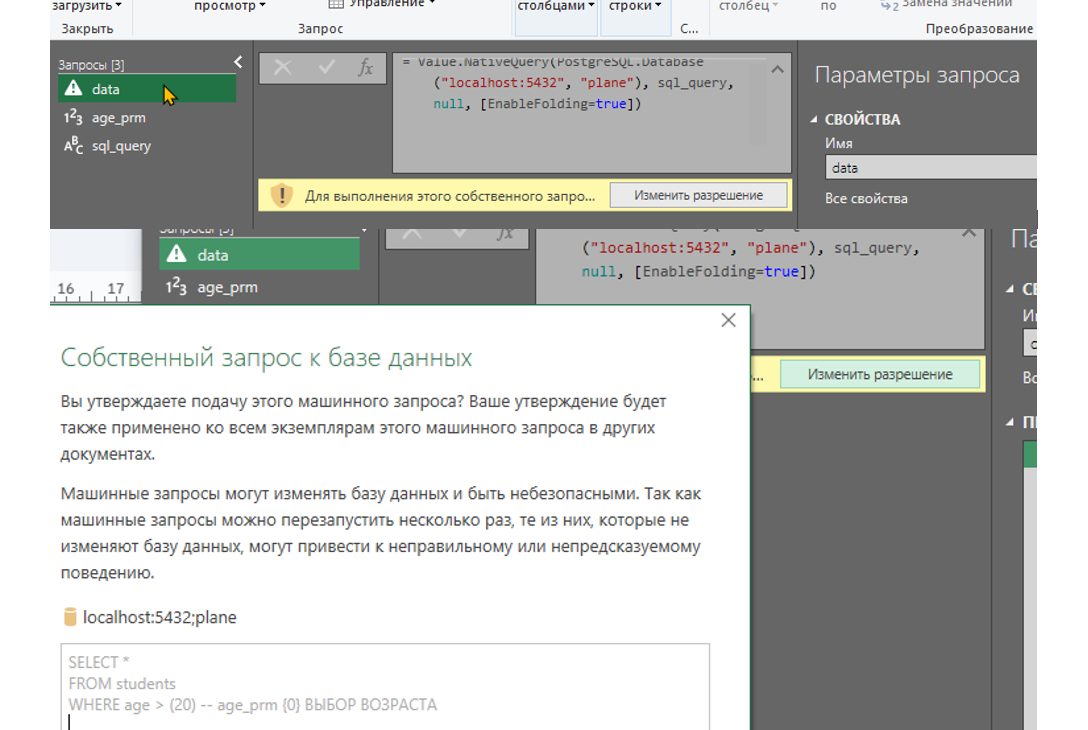 загрузить
просмотр
Управление
столбцами
строки
столбец
по
Замена значений
Закрыть
Запрос
С...
Преобразование
Запросы [3]
data
1²3 age_prm
ABC sql_query
fx
= Value.NativeQuery(PostgreSQL.Database
("localhost:5432", "plane"), sql_query,
null, [EnableFolding=true])
Для выполнения этого собственного запро...
Изменить разрешение
Параметры запроса
СВОЙСТВА
Имя
data
Все свойства
Запросы [3]
data
1²3 age_prm
fx
("localhost:5432", "plane"), sql_query,
null, [EnableFolding=true])
16 17
...
Изменить разрешение
Собственный запрос к базе данных
Вы утверждаете подачу этого машинного запроса? Ваше утверждение будет
также применено ко всем экземплярам этого машинного запроса в других
документах.
Машинные запросы могут изменять базу данных и быть небезопасными. Так как
машинные запросы можно перезапустить несколько раз, те из них, которые не
изменяют базу данных, могут привести к неправильному или непредсказуемому
поведению.
localhost:5432;plane
SELECT *
FROM students
WHERE age > (20) -- age_prm {0} ВЫБОР ВОЗРАСТА